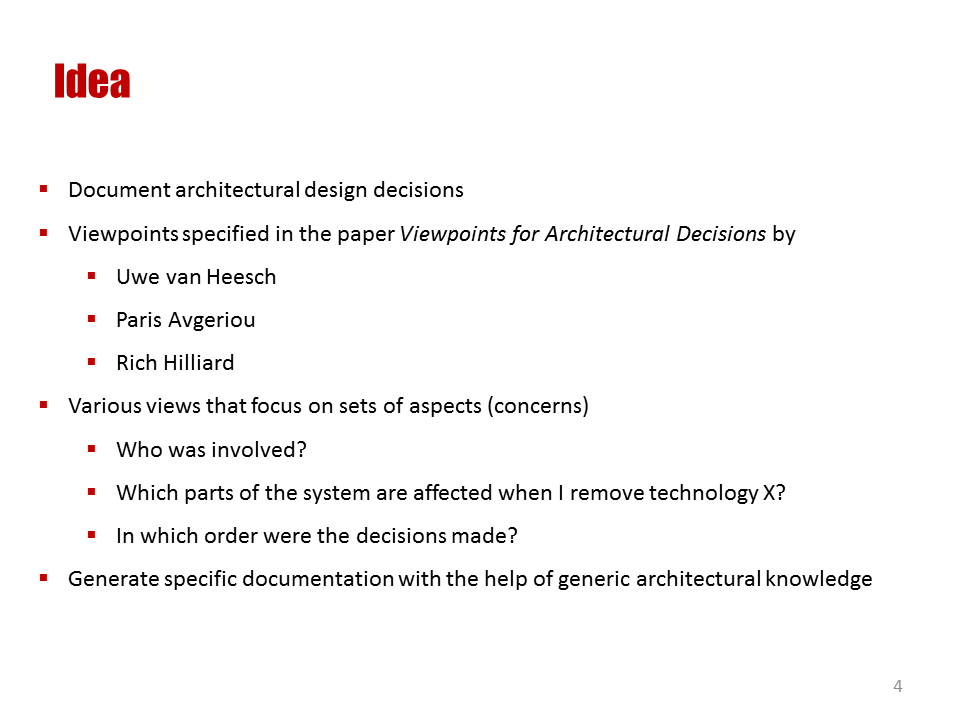 Idea
Document architectural design decisions
Viewpoints specified in the paper Viewpoints for Architectural Decisions by
Uwe van Heesch
Paris Avgeriou
Rich Hilliard
Various views that focus on sets of aspects (concerns)
Who was involved?
Which parts of the system are affected when I remove technology X?
In which order were the decisions made?
Generate specific documentation with the help of generic architectural knowledge
4